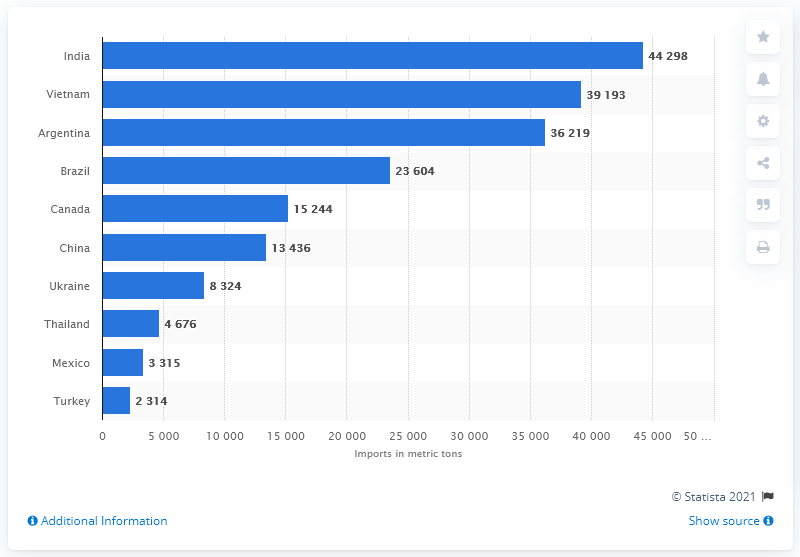 India 44 298
Vietnam 39 193
Argentina 36 219
Brazil 23 604
Canada 15 244
China 13 436
Ukraine 8 324
Thailand 4 676
Mexico 3 315
Turkey 2 314
0 5 000 10 000 15 000 20 000 25 000 30 000 35 000 40 000 45 000 50 ...
Imports in metric tons
© Statista 2021
Additional Information Show source